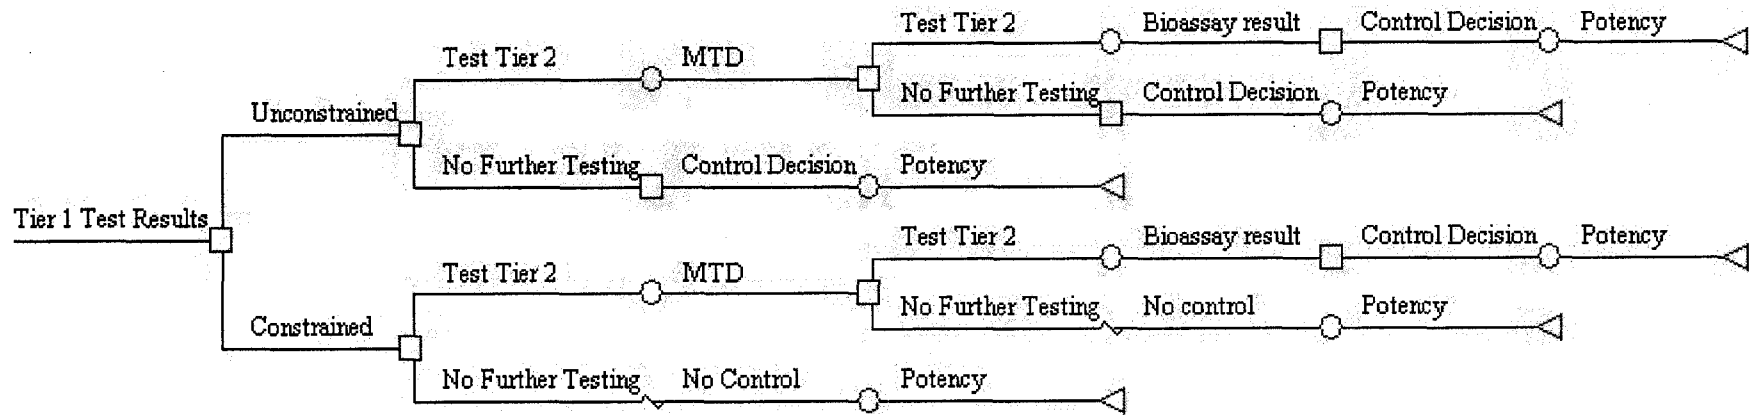 Test Tier 2 Bioassay result Control Decision Potency
Test Tier 2 MTD
No Further Testing Control Decision Potency
Unconstrained
No Further Testing Control Decision Potency
Tier 1 Test Results
Test Tier 2 Bioassay result Control Decision Potency
Test Tier 2 MTD
No Further Testing No control Potency
Constrained
No Further Testing No Control Potency